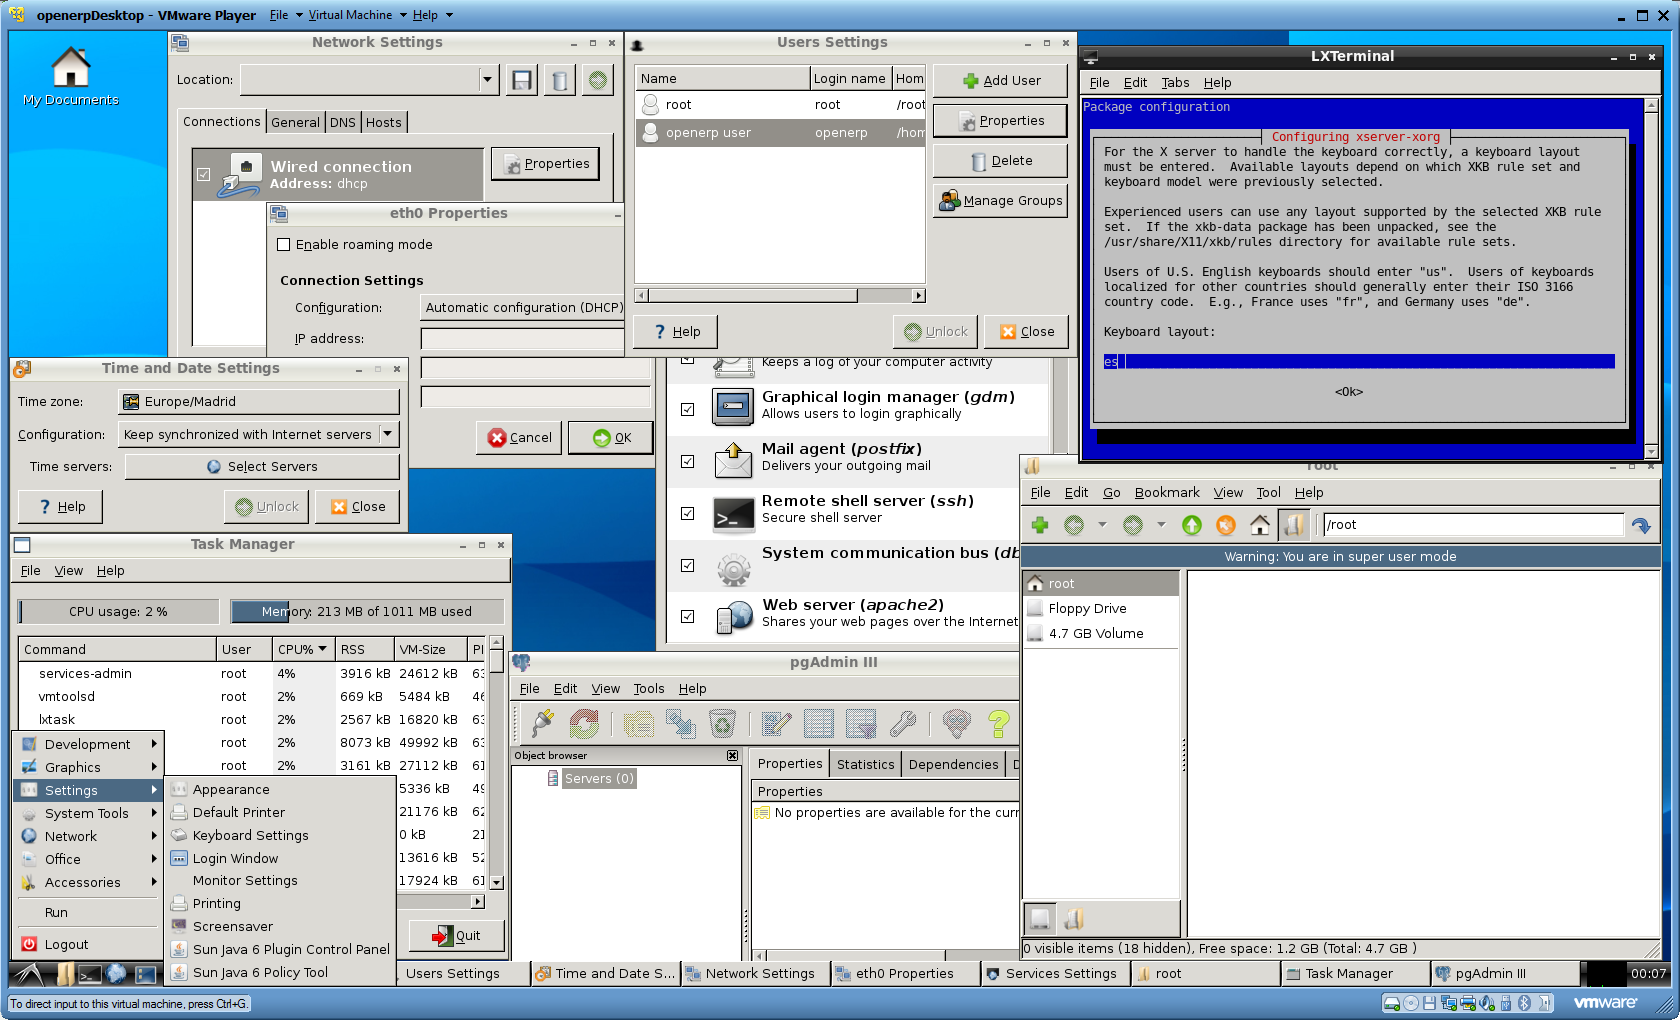 openerpDesktop - VMware Player File Virtual Machine Help
My Documents
Network Settings
Location:
Connections General DNS Hosts
Wired connection
Address: dhcp
Properties
eth0 Properties
Enable roaming mode
Connection Settings
Configuration: Automatic configuration (DHCP)
IP address:
Cancel OK
Users Settings
Name Login name Hom
root root /root
openerp user openerp /hom
Add User
Properties
Delete
Manage Groups
Help Unlock Close
LXTerminal
File Edit Tabs Help
Package configuration
Configuring xserver-xorg
For the X server to handle the keyboard correctly, a keyboard layout
must be entered. Available layouts depend on which XKB rule set and
keyboard model were previously selected.
Experienced users can use any layout supported by the selected XKB rule
set. If the xkb-data package has been unpacked, see the
/usr/share/X11/xkb/rules directory for available rule sets.
Users of U.S. English keyboards should enter "us". Users of keyboards
localized for other countries should generally enter their ISO 3166
country code. E.g., France uses "fr", and Germany uses "de".
Keyboard layout:
es
<Ok>
Time and Date Settings
Time zone: Europe/Madrid
Configuration: Keep synchronized with Internet servers
Time servers: Select Servers
Help Unlock Close
Keeps a log of your computer activity
Graphical login manager (gdm)
Allows users to login graphically
Mail agent (postfix)
Delivers your outgoing mail
Remote shell server (ssh)
Secure shell server
System communication bus (db
Web server (apache2)
Shares your web pages over the Internet
root
File Edit Go Bookmark View Tool Help
/root
Warning: You are in super user mode
root
Floppy Drive
4.7 GB Volume
0 visible items (18 hidden), Free space: 1.2 GB (Total: 4.7 GB )
Task Manager
File View Help
CPU usage: 2 % Memory: 213 MB of 1011 MB used
Command User CPU% RSS VM-Size PI
services-admin root 4% 3916 kB 24612 kB 63
vmtoolsd root 2% 669 kB 5484 kB 46
lxtask root 2% 2567 kB 16820 kB 63
root 2% 8073 kB 49992 kB 63
root 2% 3161 kB 27112 kB 61
5336 kB 49
21176 kB 62
0 kB 21
13616 kB 52
17924 kB 61
Quit
Development
Graphics
Settings
System Tools
Network
Office
Accessories
Run
Logout
Appearance
Default Printer
Keyboard Settings
Login Window
Monitor Settings
Printing
Screensaver
Sun Java 6 Plugin Control Panel
Sun Java 6 Policy Tool
pgAdmin III
File Edit View Tools Help
Object browser
Servers (0)
Properties Statistics Dependencies D
Properties
No properties are available for the curr
Users Settings Time and Date S... Network Settings eth0 Properties Services Settings root Task Manager pgAdmin III 00:07
To direct input to this virtual machine, press Ctrl+G.
vmware